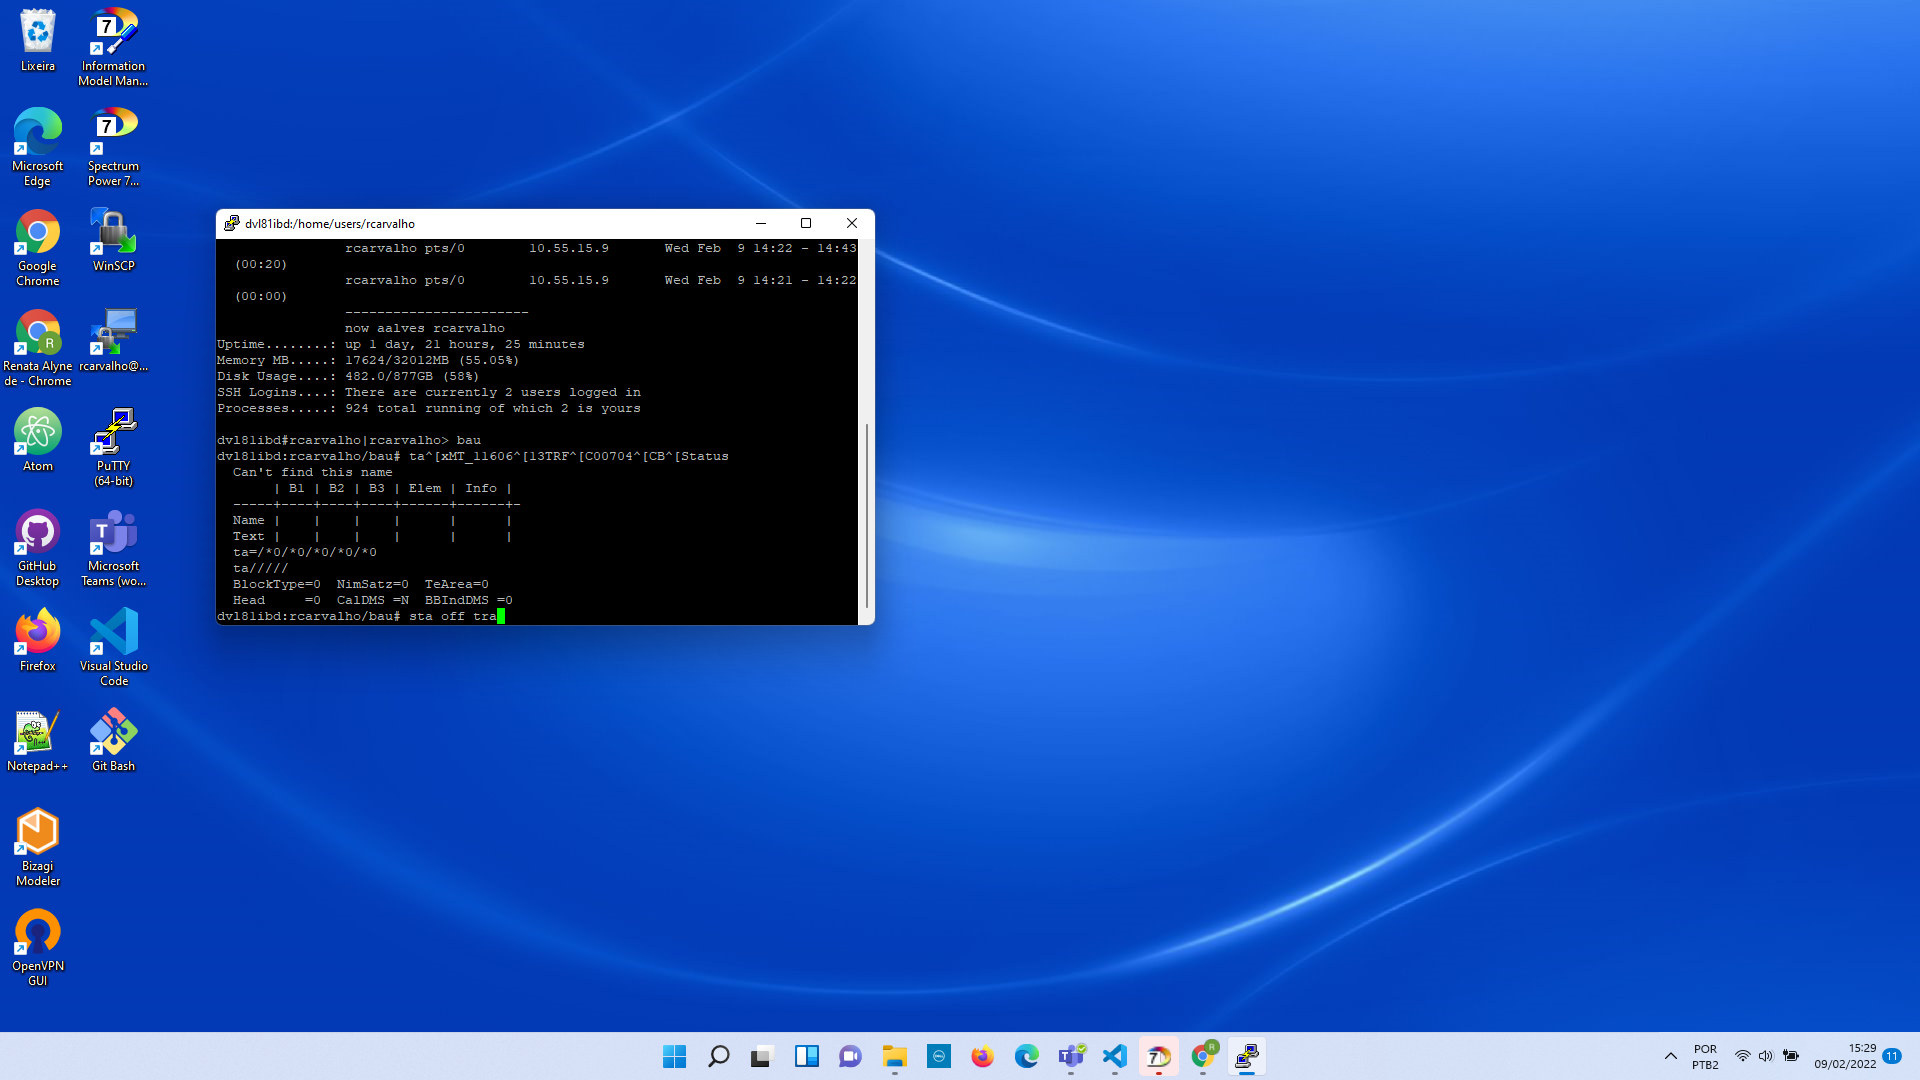 Lixeira
Information
Model Man...
Microsoft
Edge
Spectrum
Power 7...
Google
Chrome
WinSCP
Renata Alyne
de - Chrome
rcarvalho@...
Atom
PuTTY
(64-bit)
GitHub
Desktop
Microsoft
Teams (wo...
Firefox
Visual Studio
Code
Notepad++
Git Bash
Bizagi
Modeler
OpenVPN
GUI
dvl81ibd:/home/users/rcarvalho
rcarvalho pts/0        10.55.15.9       Wed Feb  9 14:22 - 14:43
(00:20)
rcarvalho pts/0        10.55.15.9       Wed Feb  9 14:21 - 14:22
(00:00)
-----------------------
now aalves rcarvalho
Uptime........: up 1 day, 21 hours, 25 minutes
Memory MB.....: 17624/32012MB (55.05%)
Disk Usage....: 482.0/877GB (58%)
SSH Logins....: There are currently 2 users logged in
Processes.....: 924 total running of which 2 is yours
dvl81ibd#rcarvalho|rcarvalho> bau
dvl81ibd:rcarvalho/bau# ta^[xMT_11606^[13TRF^[C00704^[CB^[Status
Can't find this name
| B1 | B2 | B3 | Elem | Info |
-----+----+----+----+------+------+-
Name |    |    |    |      |      |
Text |    |    |    |      |      |
ta=/*0/*0/*0/*0/*0
ta/////
BlockType=0  NimSatz=0  TeArea=0
Head     =0  CalDMS =N  BBIndDMS =0
dvl81ibd:rcarvalho/bau# sta off tra
7
7
R
T
DELL
T
7
R
POR
PTB2
15:29
09/02/2022
11